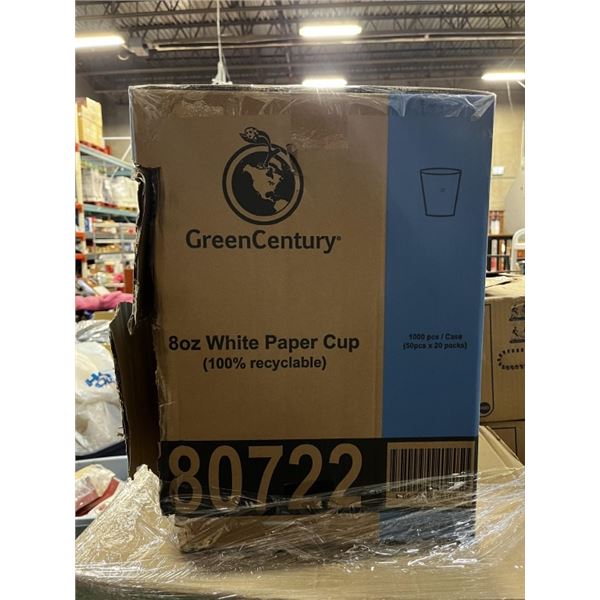 GreenCentury®
8oz White Paper Cup
(100% recyclable)
1000 pcs / Case
(50pcs x 20 packs)
80722